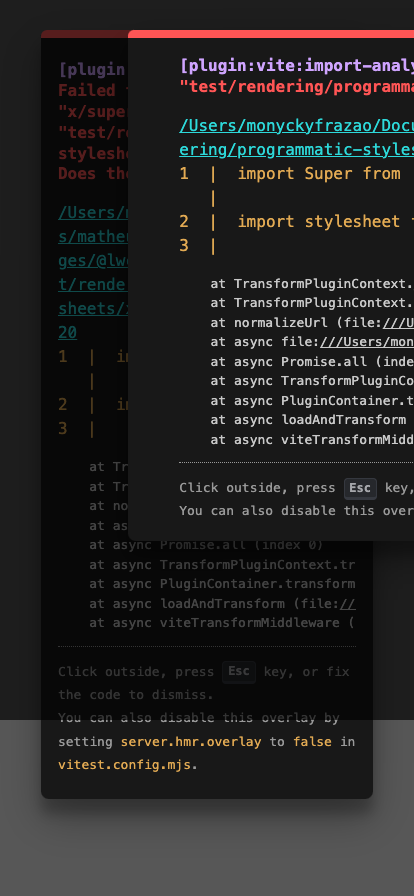 [plugin:vite:import-analy
"test/rendering/programma
/Users/monyckyfrazao/Docu
ering/programmatic-styles
1 | import Super from
|
2 | import stylesheet
3 |
at TransformPluginContext.
at TransformPluginContext.
at normalizeUrl (file:///U
at async file:///Users/mon
at async Promise.all (inde
at async TransformPluginCo
at async PluginContainer.t
at async loadAndTransform
at async viteTransformMidd
Click outside, press Esc key,
You can also disable this over
[plugin
Failed
"x/supe
"test/re
stylesh
Does the
/Users/
s/matheu
ges/@lw
t/render
sheets/
20
1 | im
|
2 | im
3 |
at Tr
at Tr
at no
at as
at async Promise.all (index 0)
at async TransformPluginContext.tr
at async PluginContainer.transform
at async loadAndTransform (file://
at async viteTransformMiddleware (
Click outside, press Esc key, or fix
the code to dismiss.
You can also disable this overlay by
setting server.hmr.overlay to false in
vitest.config.mjs.